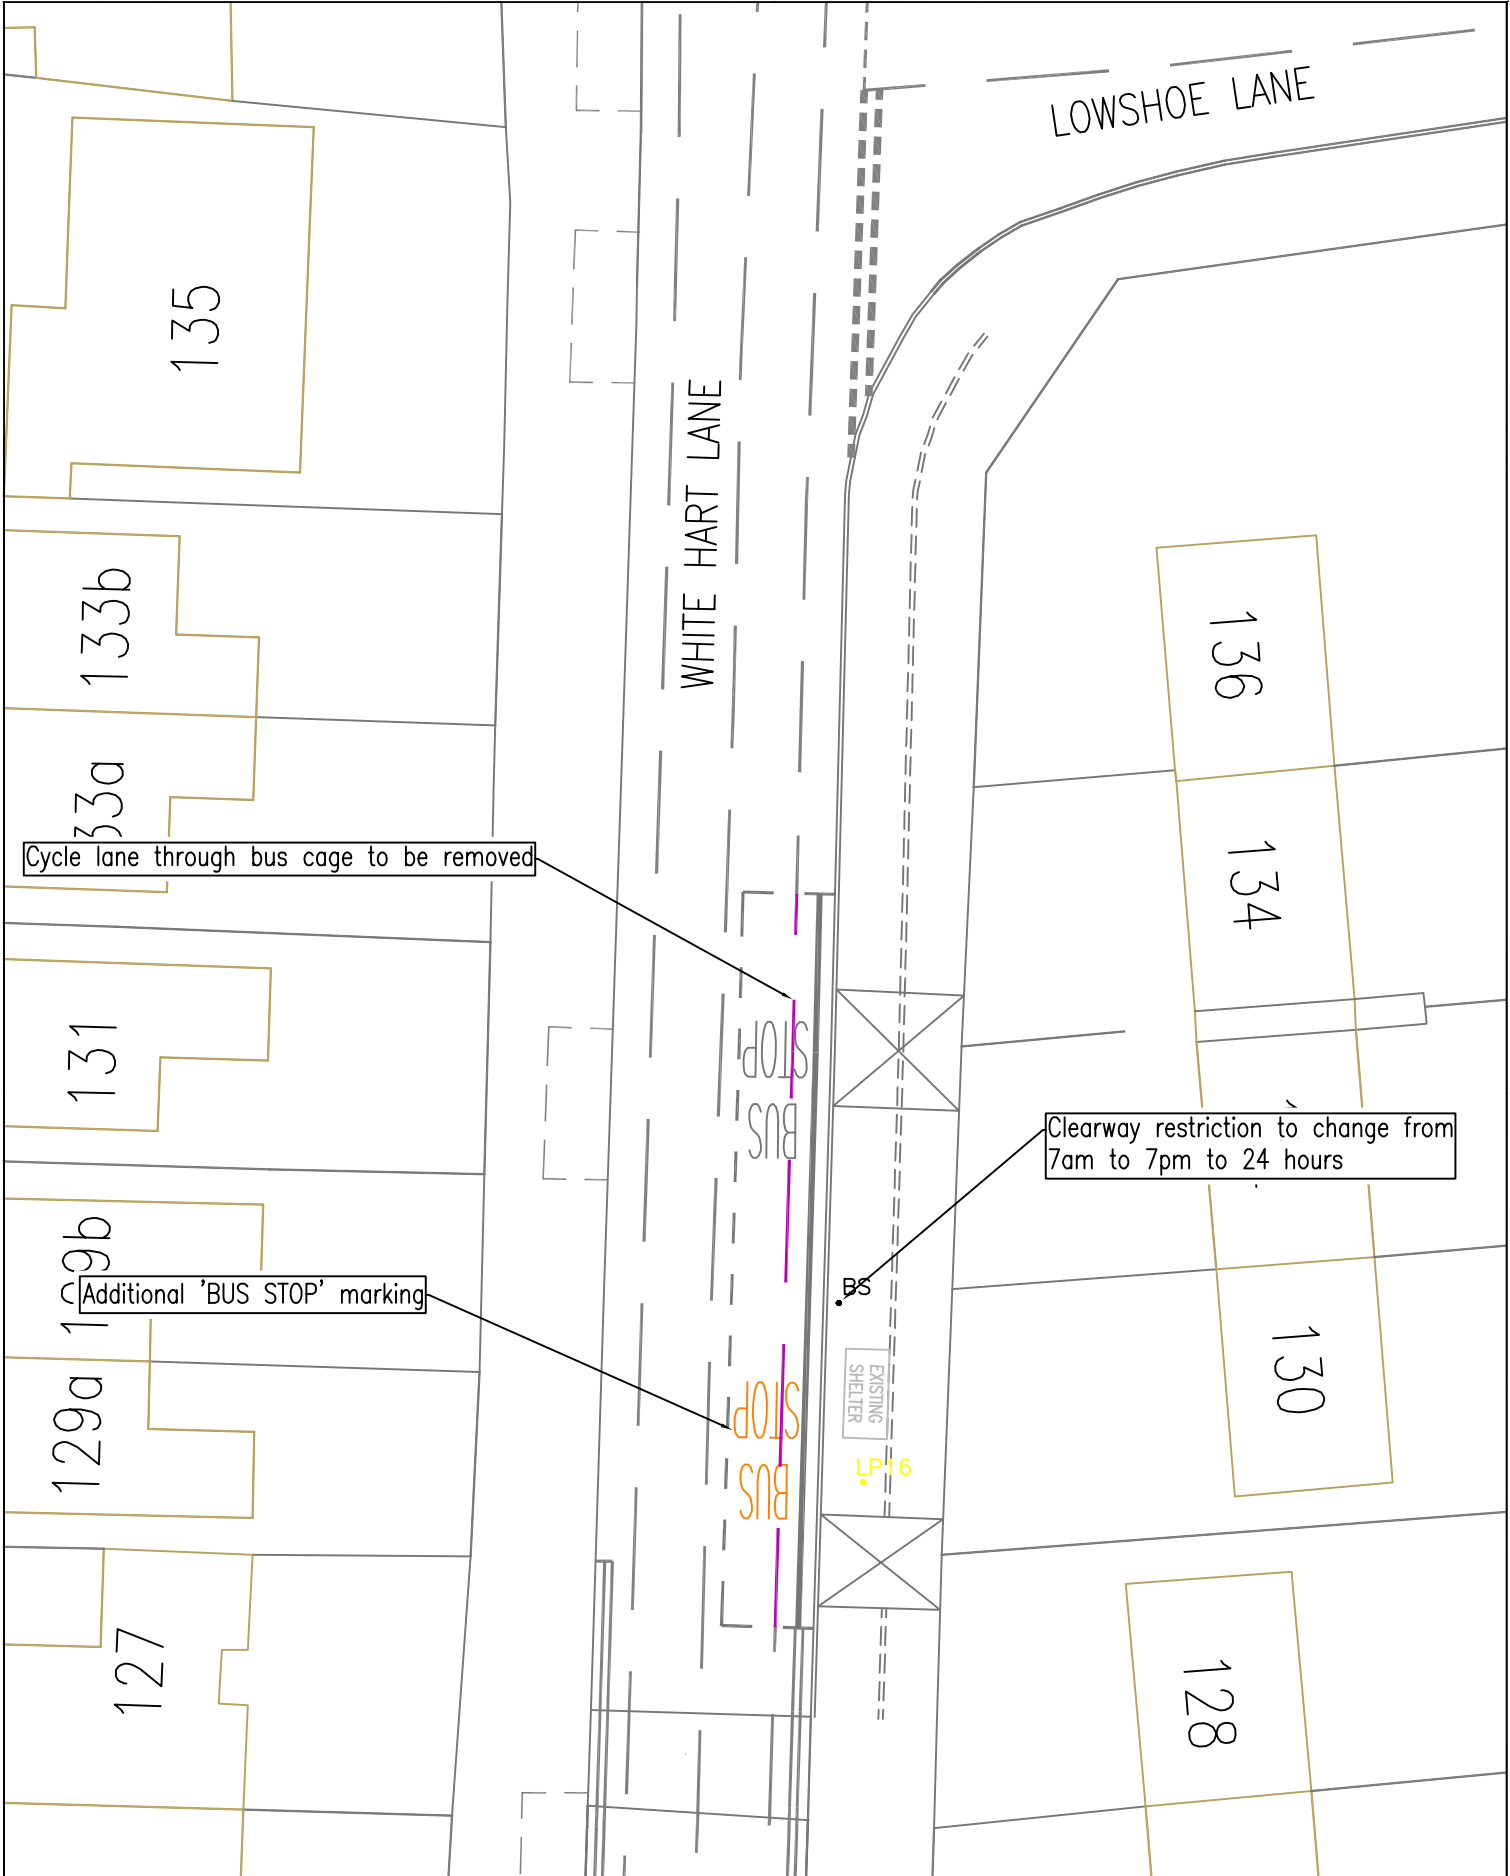 LOWSHOE LANE
135
WHITE HART LANE
133b
136
33a
Cycle lane through bus cage to be removed
134
131
STOP
BUS
Clearway restriction to change from
7am to 7pm to 24 hours
9b
Additional 'BUS STOP' marking
BS
130
EXISTING
SHELTER
129a
STOP
BUS
LP16
127
128